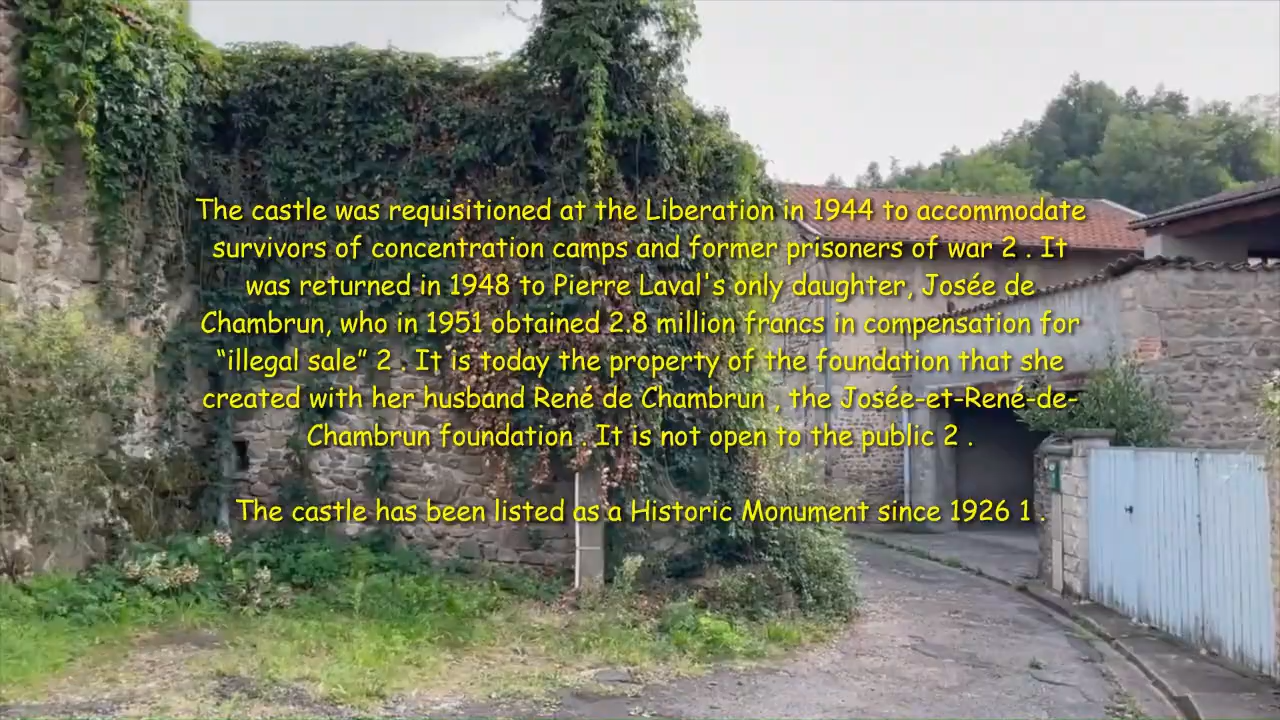 The castle was requisitioned at the Liberation in 1944 to accommodate
survivors of concentration camps and former prisoners of war 2 . It
was returned in 1948 to Pierre Laval's only daughter, Josée de
Chambrun, who in 1951 obtained 2.8 million francs in compensation for
“illegal sale” 2 . It is today the property of the foundation that she
created with her husband René de Chambrun , the Josée-et-René-de-
Chambrun foundation . It is not open to the public 2 .
The castle has been listed as a Historic Monument since 1926 1 .